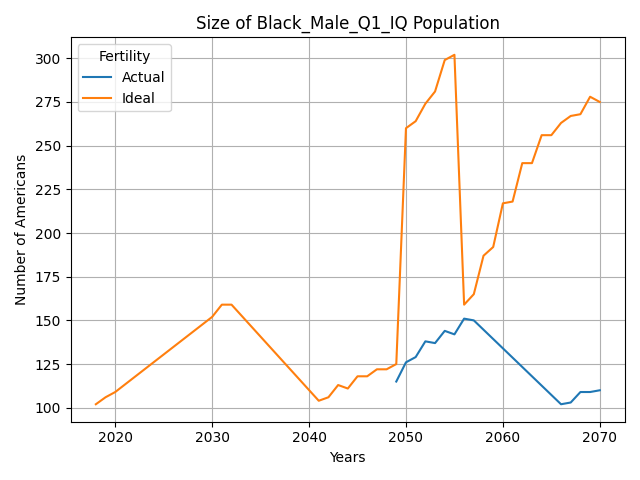 Size of Black_Male_Q1_IQ Population
Fertility
Actual
Ideal
Number of Americans
300
275
250
225
200
175
150
125
100
2020
2030
2040
2050
2060
2070
Years